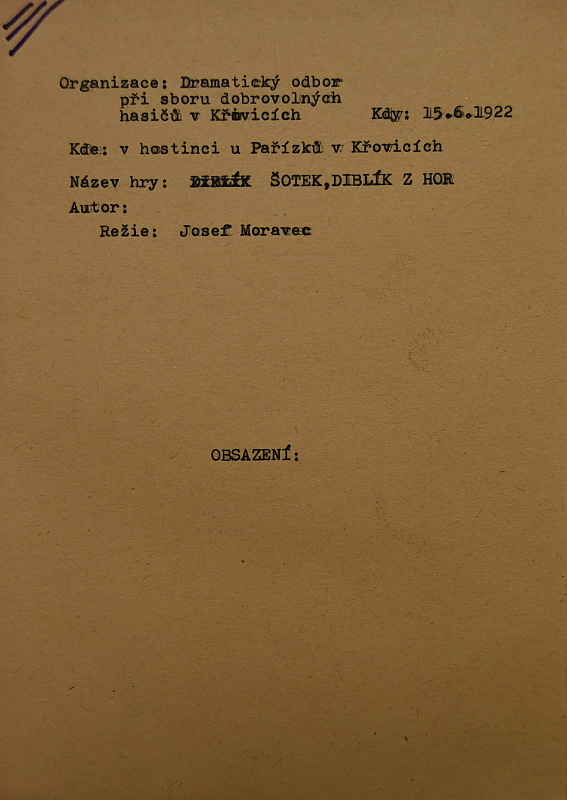 Organizace: Dramatický odbor
při sboru dobrovolných
hasičů v Křovicích Kdy: 15.6.1922
Kde: v hostinci u Pařízků v Křovicích
Název hry: DIBLÍK ŠOTEK,DIBLÍK Z HOR
Autor:
Režie: Josef Moravec
OBSAZENÍ: